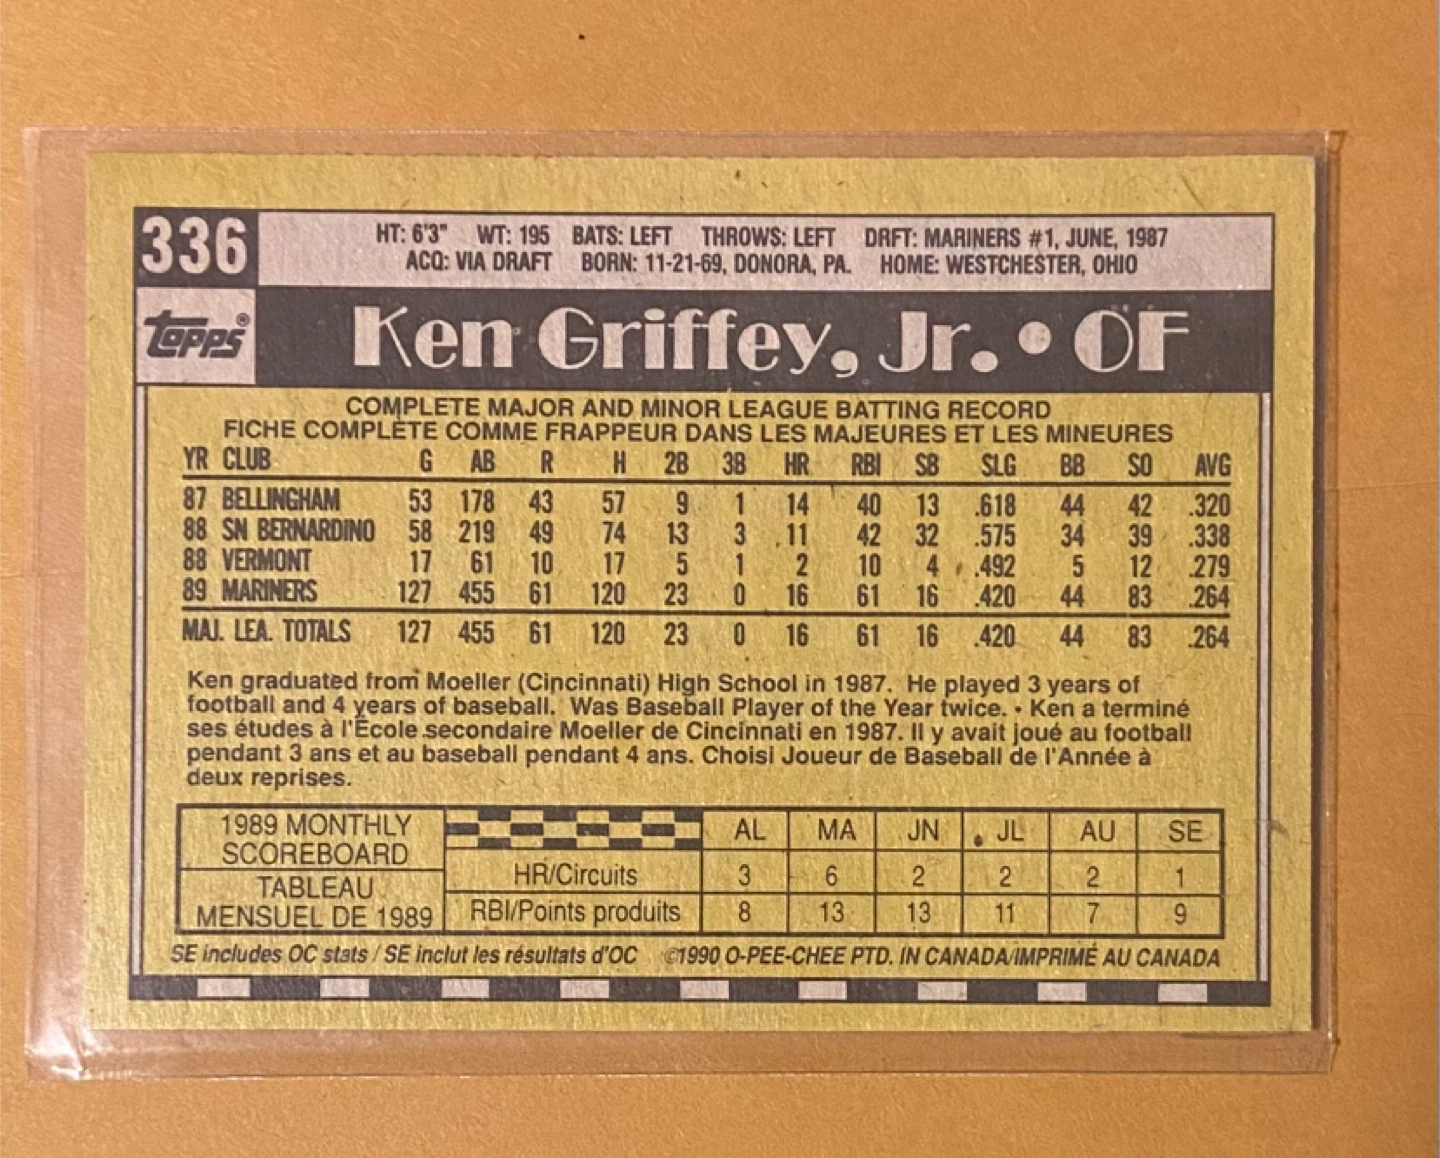 336
HT: 6'3" WT: 195 BATS: LEFT THROWS: LEFT DRFT: MARINERS #1, JUNE, 1987
ACQ: VIA DRAFT BORN: 11-21-69, DONORA, PA. HOME: WESTCHESTER, OHIO
topps®
Ken Griffey, Jr. • OF
COMPLETE MAJOR AND MINOR LEAGUE BATTING RECORD
FICHE COMPLÈTE COMME FRAPPEUR DANS LES MAJEURES ET LES MINEURES
YR CLUB G AB R H 2B 3B HR RBI SB SLG BB SO AVG
87 BELLINGHAM 53 178 43 57 9 1 14 40 13 .618 44 42 .320
88 SN BERNARDINO 58 219 49 74 13 3 11 42 32 .575 34 39 .338
88 VERMONT 17 61 10 17 5 1 2 10 4 .492 5 12 .279
89 MARINERS 127 455 61 120 23 0 16 61 16 .420 44 83 .264
MAJ. LEA. TOTALS 127 455 61 120 23 0 16 61 16 .420 44 83 .264
Ken graduated from Moeller (Cincinnati) High School in 1987. He played 3 years of
football and 4 years of baseball. Was Baseball Player of the Year twice. • Ken a terminé
ses études à l'École secondaire Moeller de Cincinnati en 1987. Il y avait joué au football
pendant 3 ans et au baseball pendant 4 ans. Choisi Joueur de Baseball de l'Année à
deux reprises.
1989 MONTHLY
SCOREBOARD
TABLEAU
MENSUEL DE 1989
AL MA JN JL AU SE
HR/Circuits 3 6 2 2 2 1
RBI/Points produits 8 13 13 11 7 9
SE includes OC stats / SE inclut les résultats d'OC ©1990 O-PEE-CHEE PTD. IN CANADA/IMPRIMÉ AU CANADA